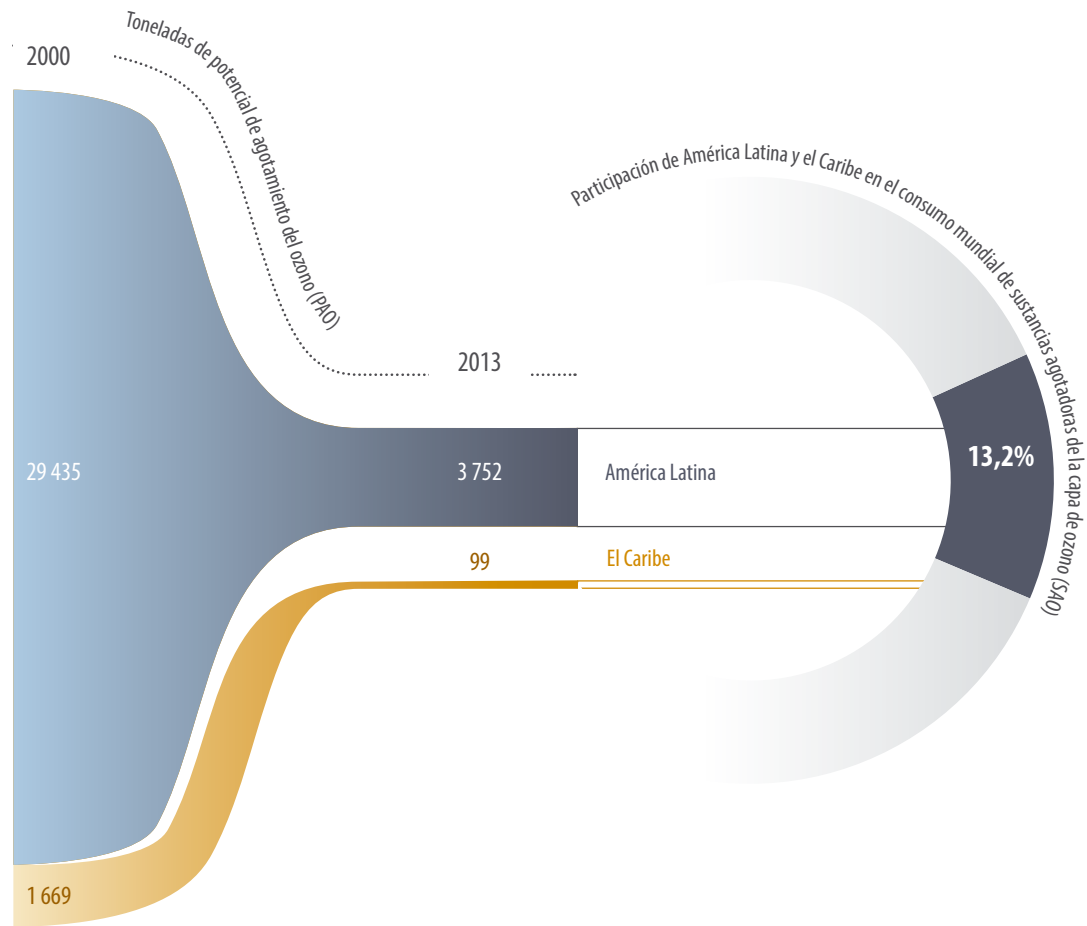 2000
Toneladas de potencial de agotamiento del ozono (PAO)
Participación de América Latina y el Caribe en el consumo mundial de sustancias agotadoras de la capa de ozono (SAO)
2013
29 435
3 752
América Latina
13,2%
99
El Caribe
1 669